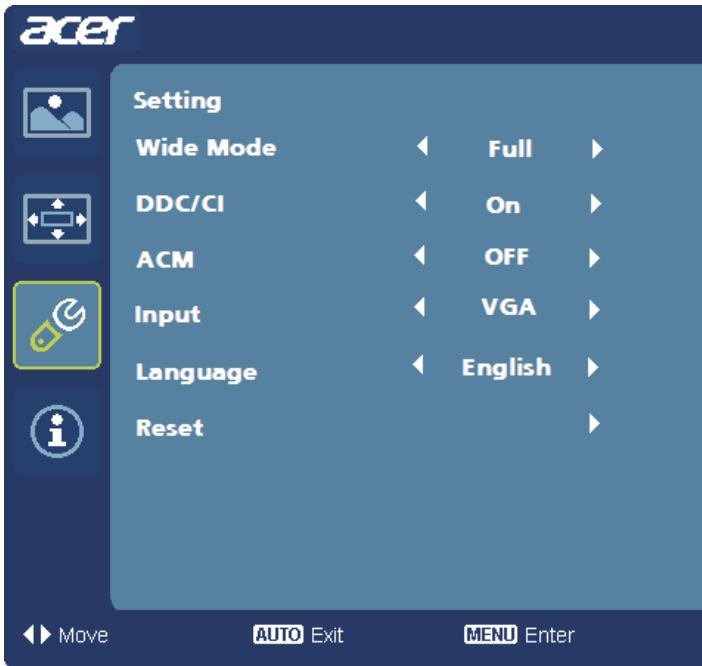 acer
Setting
Wide Mode Full
DDC/CI On
ACM OFF
Input VGA
Language English
Reset
Move AUTO Exit MENU Enter